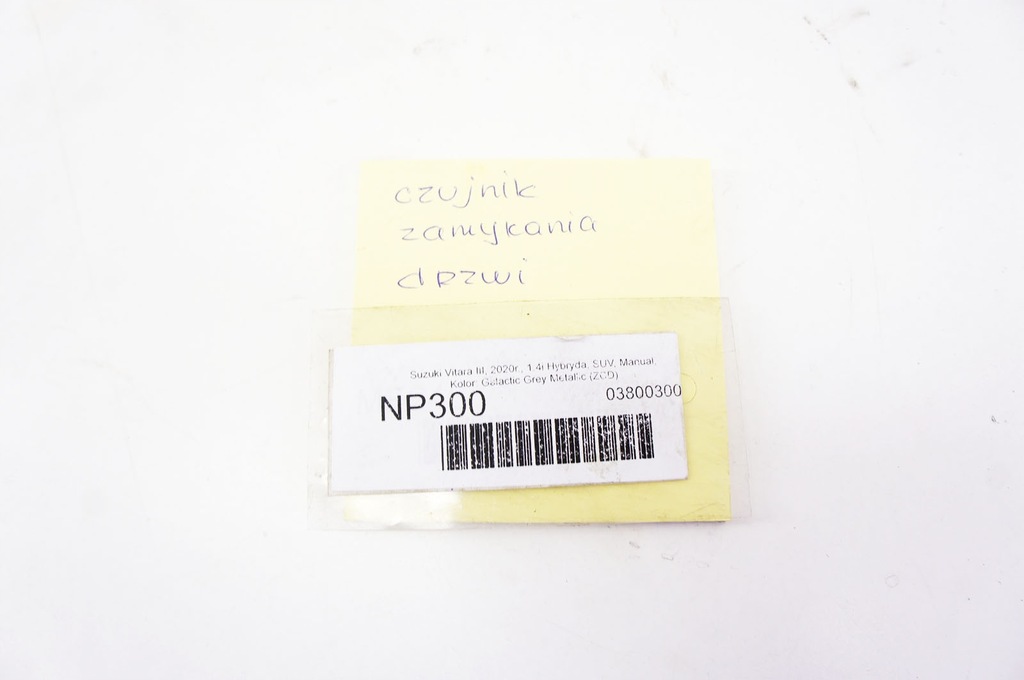 czujnik
zamykania
drzwi
Suzuki Vitara III, 2020r., 1.4i Hybryda, SUV, Manual,
Kolor: Galactic Grey Metallic (ZCD)
NP300
03800300